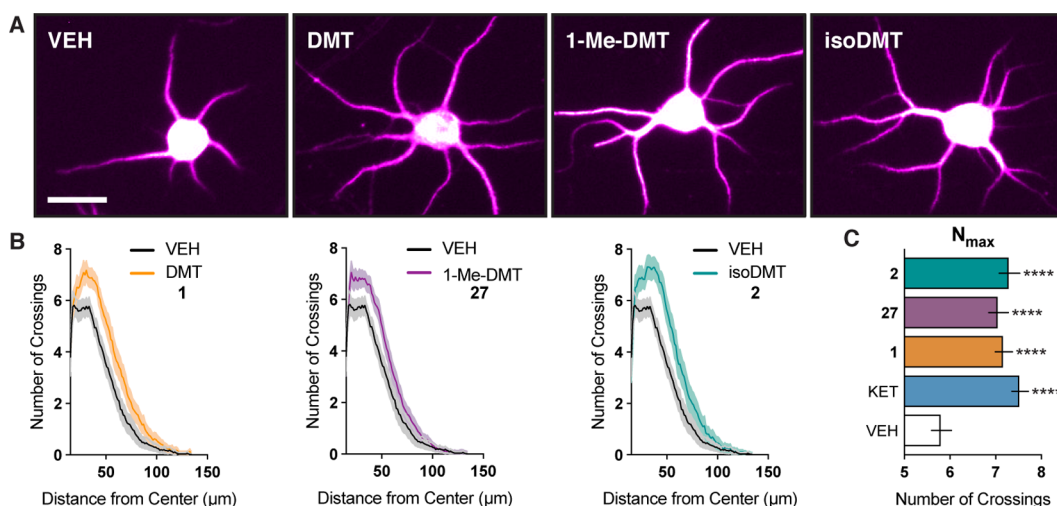 A
VEH
DMT
1-Me-DMT
isoDMT
B
8
6
4
2
0
Number of Crossings
50
100
150
Distance from Center (µm)
VEH
DMT
1
8
6
4
2
0
Number of Crossings
50
100
150
Distance from Center (µm)
VEH
1-Me-DMT
27
8
6
4
2
0
Number of Crossings
50
100
150
Distance from Center (µm)
VEH
isoDMT
2
C
Nmax
2
****
27
****
1
****
KET
****
VEH
5
6
7
8
Number of Crossings